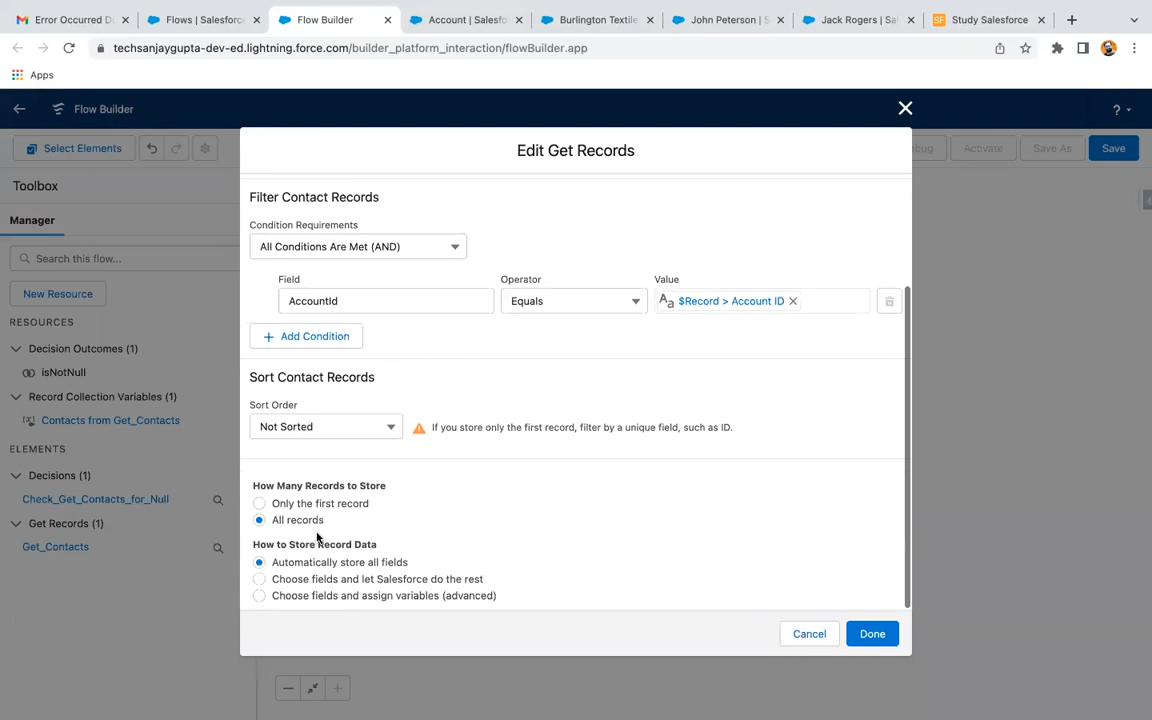 Error Occurred D
Flows | Salesforc
Flow Builder
Account | Salesfo
Burlington Textile
John Peterson | S
Jack Rogers | Sal
SF Study Salesforce
techsanjaygupta-dev-ed.lightning.force.com/builder_platform_interaction/flowBuilder.app
Apps
Flow Builder
?
Select Elements
bug
Activate
Save As
Save
Toolbox
Manager
Search this flow...
New Resource
RESOURCES
Decision Outcomes (1)
isNotNull
Record Collection Variables (1)
Contacts from Get_Contacts
ELEMENTS
Decisions (1)
Check_Get_Contacts_for_Null
Get Records (1)
Get_Contacts
Edit Get Records
Filter Contact Records
Condition Requirements
All Conditions Are Met (AND)
Field Operator Value
AccountId Equals Aa $Record > Account ID
Add Condition
Sort Contact Records
Sort Order
Not Sorted If you store only the first record, filter by a unique field, such as ID.
How Many Records to Store
Only the first record
All records
How to Store Record Data
Automatically store all fields
Choose fields and let Salesforce do the rest
Choose fields and assign variables (advanced)
Cancel Done